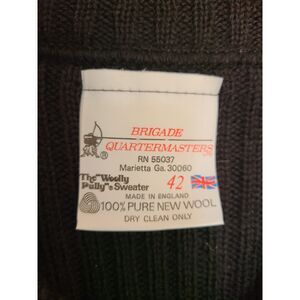 BRIGADE
QUARTERMASTERS
RN 55037
Marietta Ga. 30060
The "Woolly
Pully"® Sweater 42
MADE IN ENGLAND
100% PURE NEW WOOL
DRY CLEAN ONLY